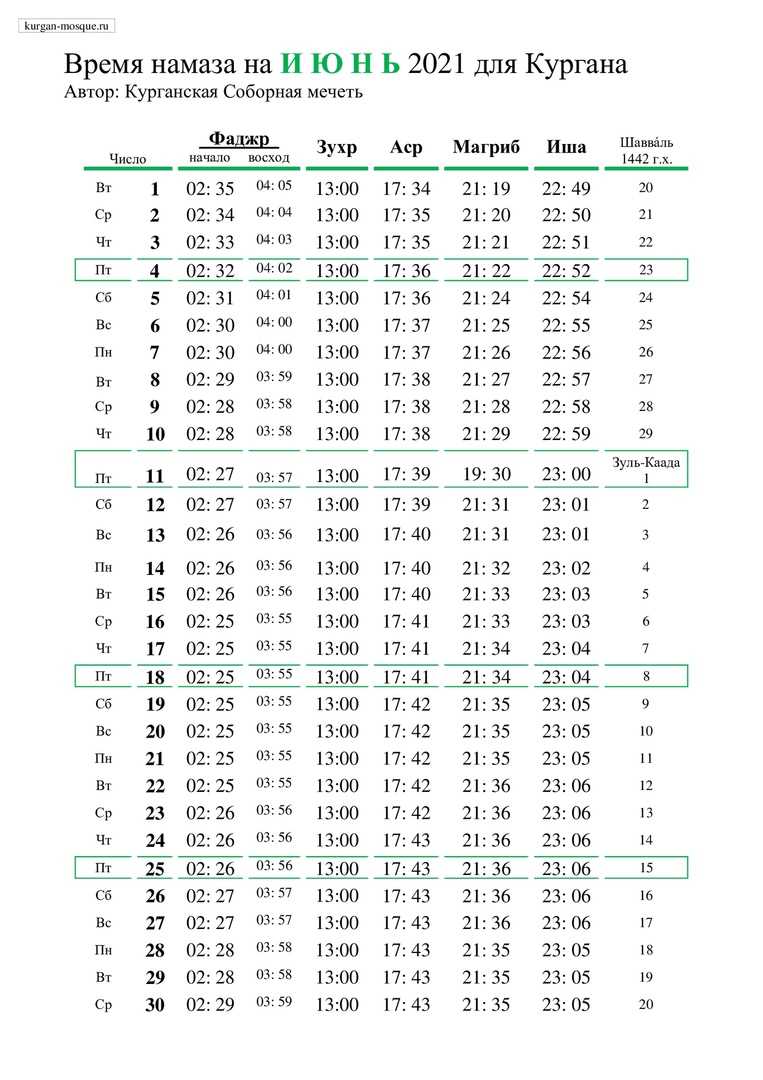 kurgan-mosque.ru
Время намаза на И Ю Н Ь 2021 для Кургана
Автор: Курганская Соборная мечеть
Число Фаджр начало восход Зухр Аср Магриб Иша Шавва́ль 1442 г.х.
Вт 1 02: 35 04: 05 13:00 17: 34 21: 19 22: 49 20
Ср 2 02: 34 04: 04 13:00 17: 35 21: 20 22: 50 21
Чт 3 02: 33 04: 03 13:00 17: 35 21: 21 22: 51 22
Пт 4 02: 32 04: 02 13:00 17: 36 21: 22 22: 52 23
Сб 5 02: 31 04: 01 13:00 17: 36 21: 24 22: 54 24
Вс 6 02: 30 04: 00 13:00 17: 37 21: 25 22: 55 25
Пн 7 02: 30 04: 00 13:00 17: 37 21: 26 22: 56 26
Вт 8 02: 29 03: 59 13:00 17: 38 21: 27 22: 57 27
Ср 9 02: 28 03: 58 13:00 17: 38 21: 28 22: 58 28
Чт 10 02: 28 03: 58 13:00 17: 38 21: 29 22: 59 29
Пт 11 02: 27 03: 57 13:00 17: 39 19: 30 23: 00 Зуль-Каада 1
Сб 12 02: 27 03: 57 13:00 17: 39 21: 31 23: 01 2
Вс 13 02: 26 03: 56 13:00 17: 40 21: 31 23: 01 3
Пн 14 02: 26 03: 56 13:00 17: 40 21: 32 23: 02 4
Вт 15 02: 26 03: 56 13:00 17: 40 21: 33 23: 03 5
Ср 16 02: 25 03: 55 13:00 17: 41 21: 33 23: 03 6
Чт 17 02: 25 03: 55 13:00 17: 41 21: 34 23: 04 7
Пт 18 02: 25 03: 55 13:00 17: 41 21: 34 23: 04 8
Сб 19 02: 25 03: 55 13:00 17: 42 21: 35 23: 05 9
Вс 20 02: 25 03: 55 13:00 17: 42 21: 35 23: 05 10
Пн 21 02: 25 03: 55 13:00 17: 42 21: 35 23: 05 11
Вт 22 02: 25 03: 55 13:00 17: 42 21: 36 23: 06 12
Ср 23 02: 26 03: 56 13:00 17: 42 21: 36 23: 06 13
Чт 24 02: 26 03: 56 13:00 17: 43 21: 36 23: 06 14
Пт 25 02: 26 03: 56 13:00 17: 43 21: 36 23: 06 15
Сб 26 02: 27 03: 57 13:00 17: 43 21: 36 23: 06 16
Вс 27 02: 27 03: 57 13:00 17: 43 21: 36 23: 06 17
Пн 28 02: 28 03: 58 13:00 17: 43 21: 35 23: 05 18
Вт 29 02: 28 03: 58 13:00 17: 43 21: 35 23: 05 19
Ср 30 02: 29 03: 59 13:00 17: 43 21: 35 23: 05 20